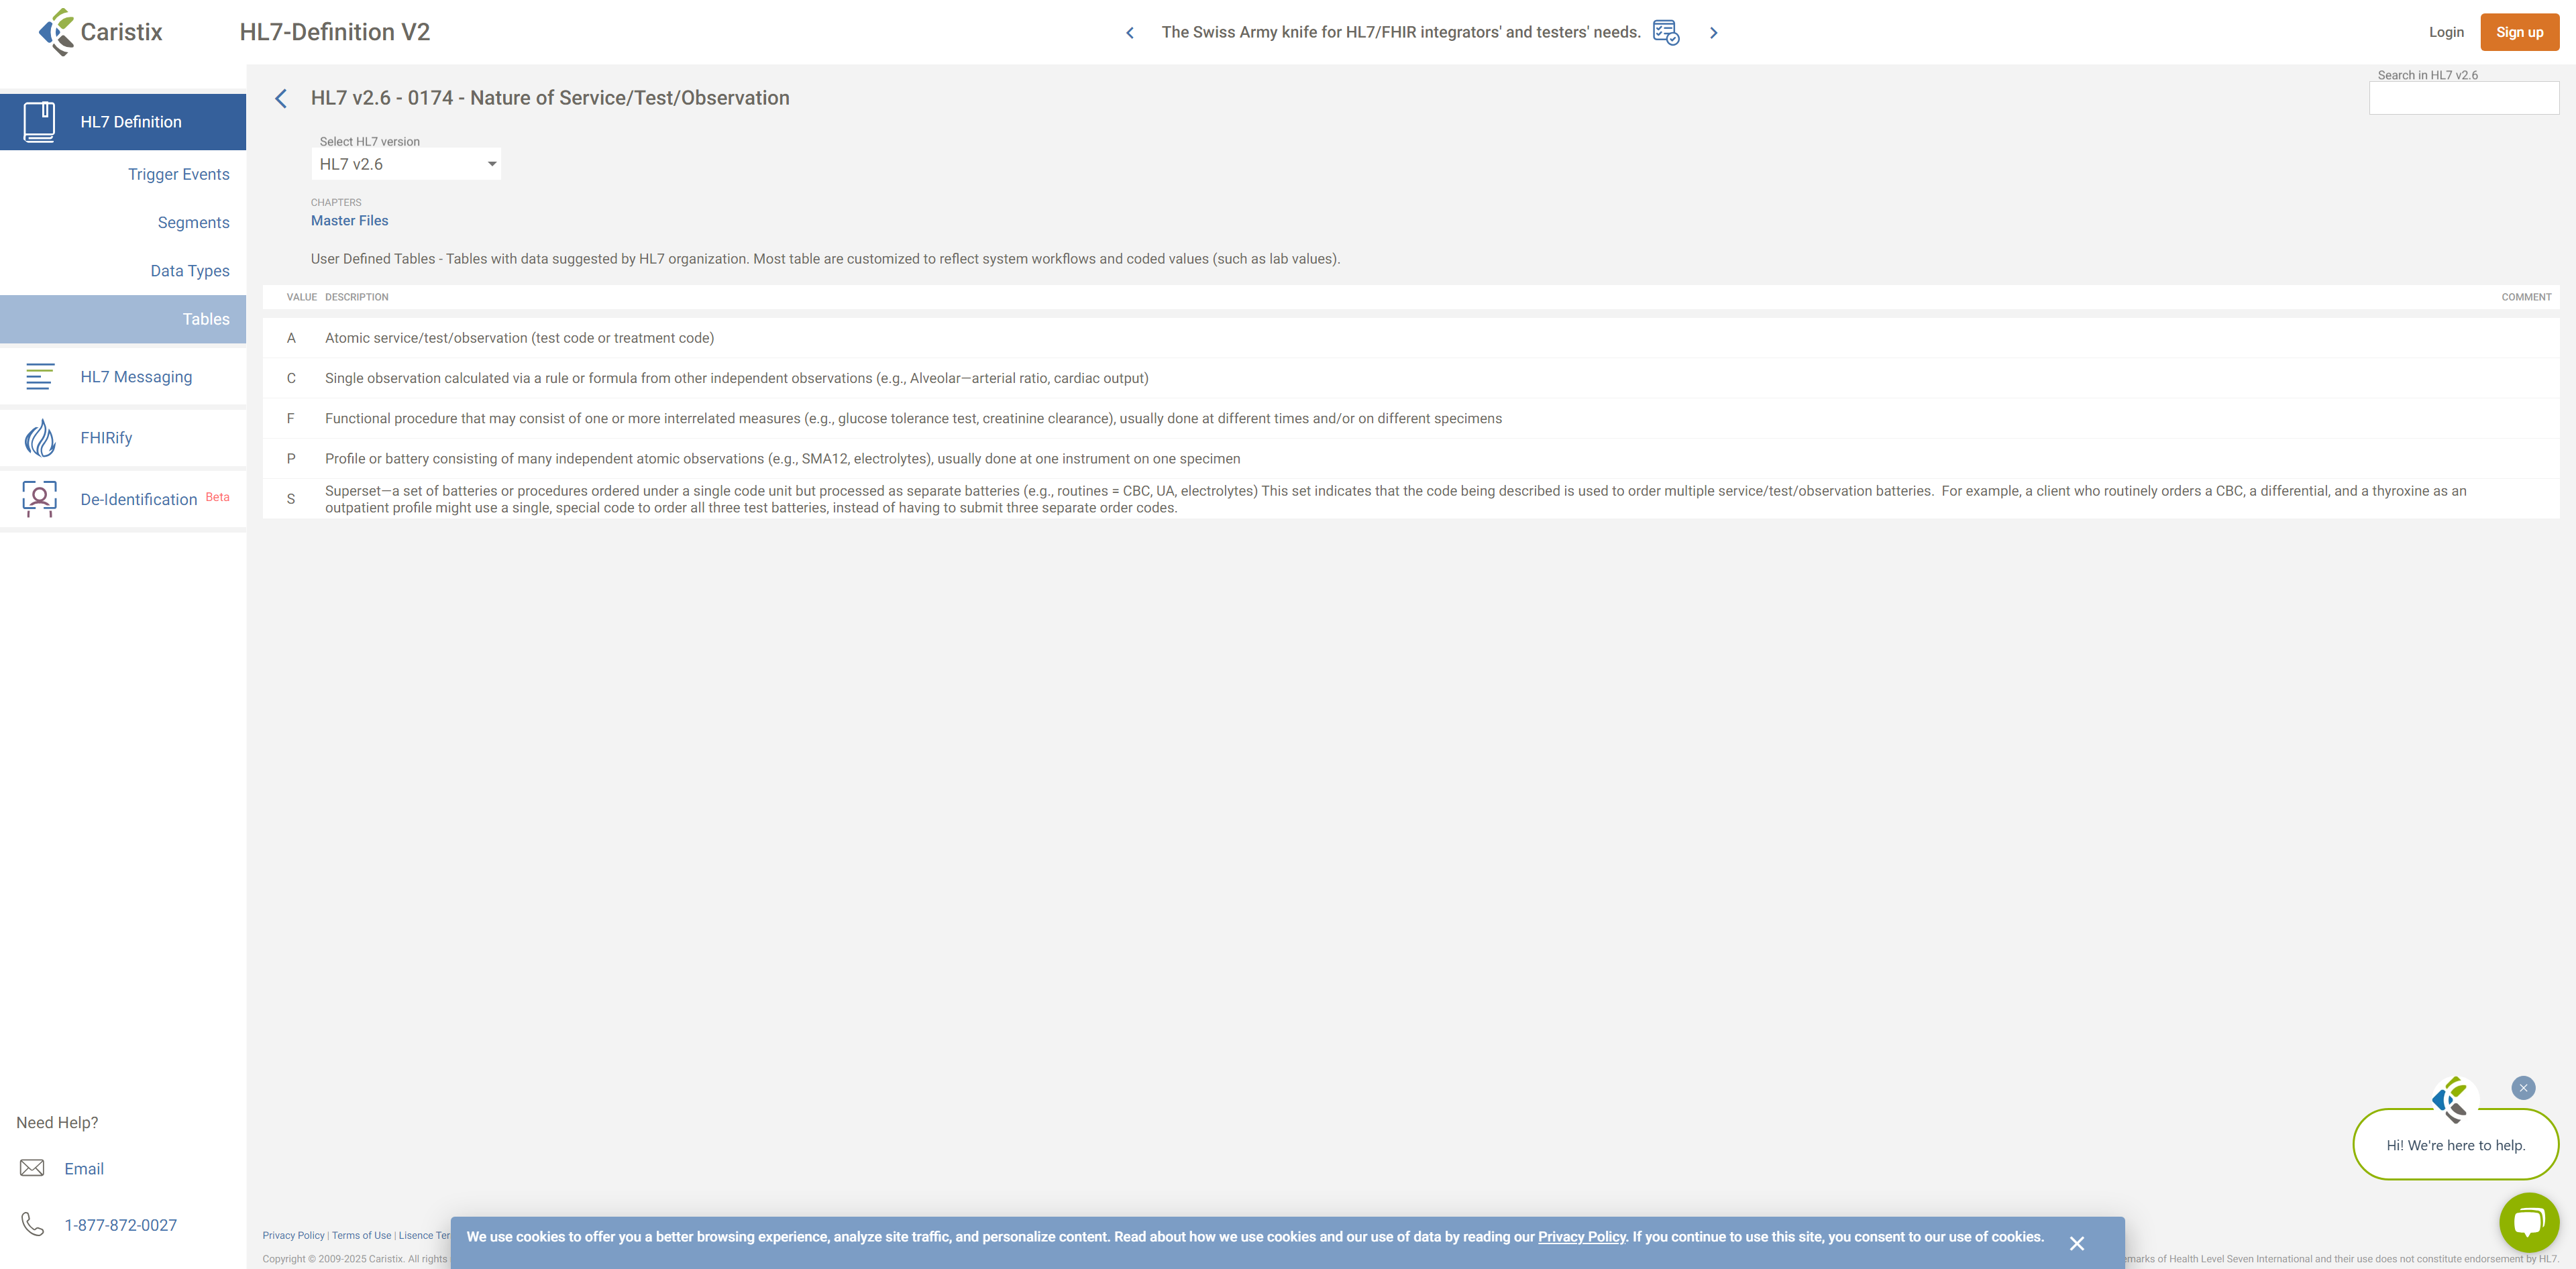 Caristix
HL7-Definition V2
The Swiss Army knife for HL7/FHIR integrators' and testers' needs.
Login
Sign up
HL7 Definition
Trigger Events
Segments
Data Types
Tables
HL7 Messaging
FHIRify
De-Identification Beta
Need Help?
Email
1-877-872-0027
HL7 v2.6 - 0174 - Nature of Service/Test/Observation
Search in HL7 v2.6
Select HL7 version
HL7 v2.6
CHAPTERS
Master Files
User Defined Tables - Tables with data suggested by HL7 organization. Most table are customized to reflect system workflows and coded values (such as lab values).
VALUE DESCRIPTION COMMENT
A Atomic service/test/observation (test code or treatment code)
C Single observation calculated via a rule or formula from other independent observations (e.g., Alveolar—arterial ratio, cardiac output)
F Functional procedure that may consist of one or more interrelated measures (e.g., glucose tolerance test, creatinine clearance), usually done at different times and/or on different specimens
P Profile or battery consisting of many independent atomic observations (e.g., SMA12, electrolytes), usually done at one instrument on one specimen
S Superset—a set of batteries or procedures ordered under a single code unit but processed as separate batteries (e.g., routines = CBC, UA, electrolytes) This set indicates that the code being described is used to order multiple service/test/observation batteries. For example, a client who routinely orders a CBC, a differential, and a thyroxine as an
outpatient profile might use a single, special code to order all three test batteries, instead of having to submit three separate order codes.
Hi! We're here to help.
Privacy Policy | Terms of Use | Lisence Ter
We use cookies to offer you a better browsing experience, analyze site traffic, and personalize content. Read about how we use cookies and our use of data by reading our Privacy Policy. If you continue to use this site, you consent to our use of cookies.
Copyright © 2009-2025 Caristix. All rights
emarks of Health Level Seven International and their use does not constitute endorsement by HL7.